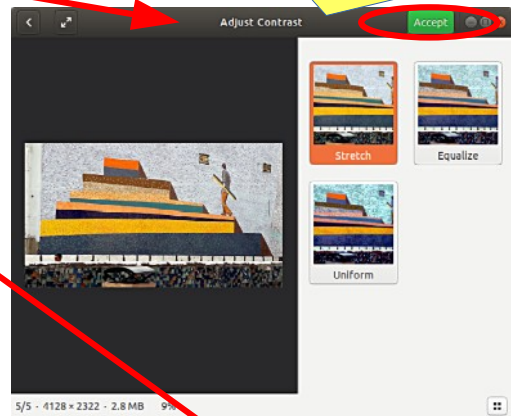 Adjust Contrast
Accept
Stretch
Equalize
Uniform
5/5 · 4128 × 2322 · 2.8 MB 9%